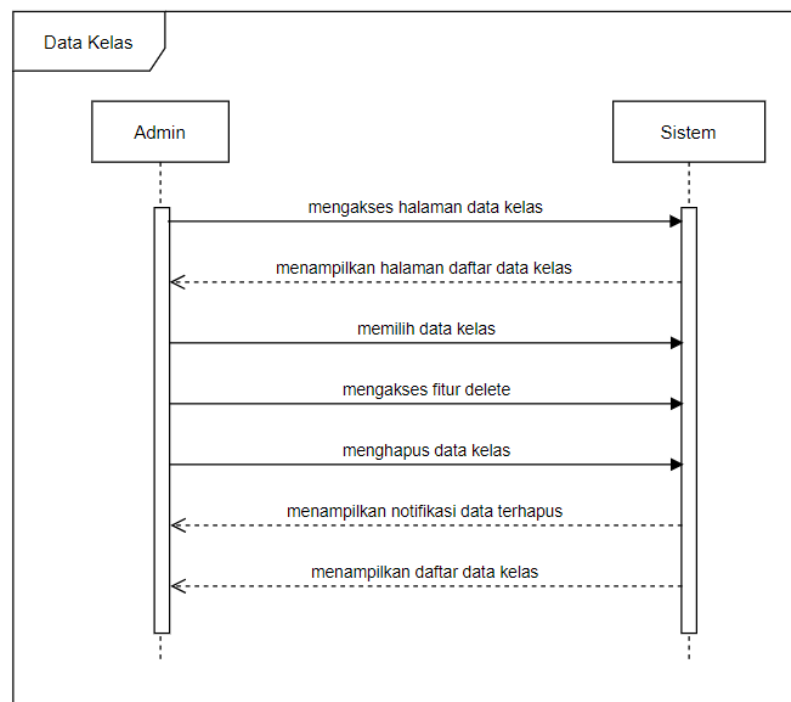 Data Kelas
Admin
Sistem
mengakses halaman data kelas
menampilkan halaman daftar data kelas
memilih data kelas
mengakses fitur delete
menghapus data kelas
menampilkan notifikasi data terhapus
menampilkan daftar data kelas